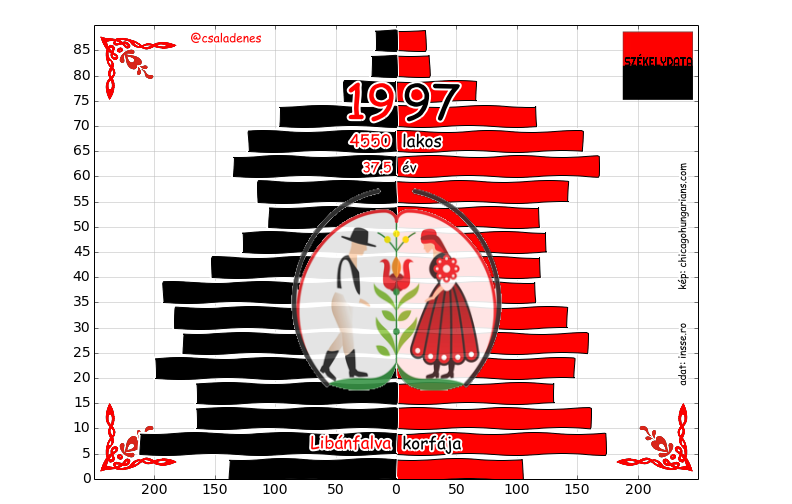 @csaladenes
SZÉKELYDATA
1997
4550 lakos
37.5 év
kép: chicagohungarians.com
adat: insse.ro
Libánfalva korfája
85
80
75
70
65
60
55
50
45
40
35
30
25
20
15
10
5
0
200 150 100 50 0 50 100 150 200